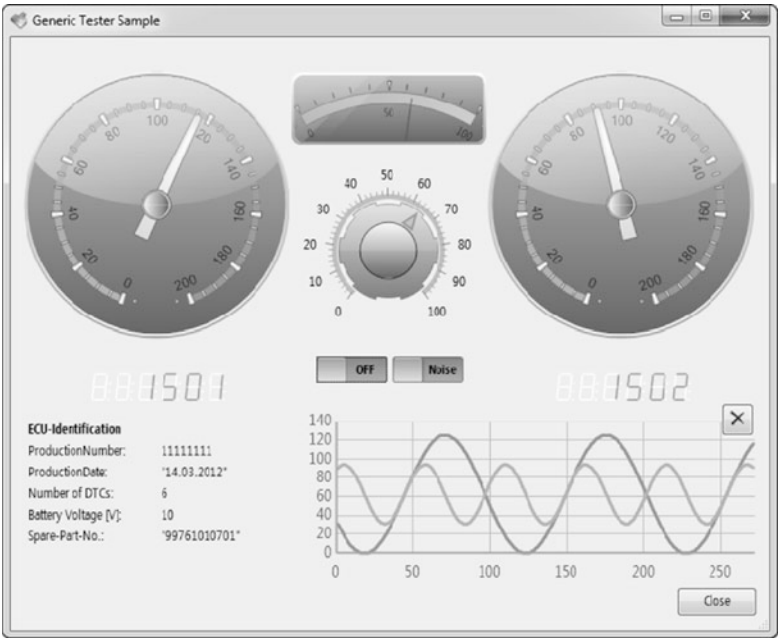 Generic Tester Sample
0 20 40 60 80 100 120 140 160 180 200
0 50 100
0 20 40 60 80 100 120 140 160 180 200
0 10 20 30 40 50 60 70 80 90 100
OFF Noise
1501
1502
ECU-Identification
ProductionNumber: 11111111
ProductionDate: "14.03.2012"
Number of DTCs: 6
Battery Voltage [V]: 10
Spare-Part-No.: "99761010701"
140
120
100
80
60
40
20
0
0 50 100 150 200 250
Close